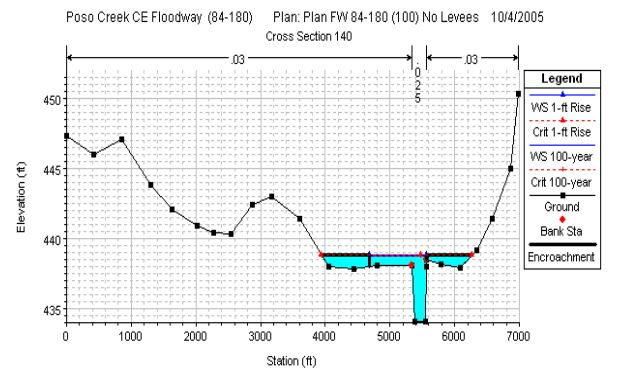 Poso Creek CE Floodway (84-180) Plan: Plan FW 84-180 (100) No Levees 10/4/2005
Cross Section 140
.03
.025
.03
Legend
WS 1-ft Rise
Crit 1-ft Rise
WS 100-year
Crit 100-year
Ground
Bank Sta
Encroachment
Elevation (ft)
450
445
440
435
0 1000 2000 3000 4000 5000 6000 7000
Station (ft)